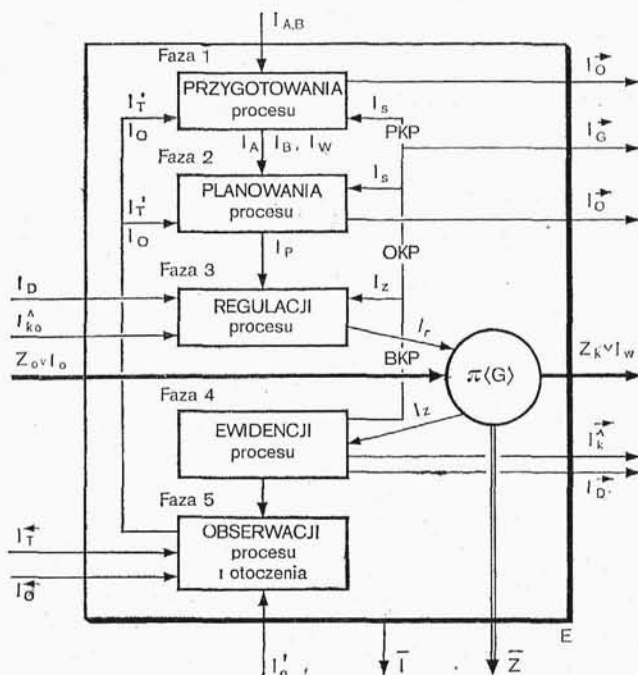 I A,B
Faza 1
PRZYGOTOWANIA
procesu
I O→
I T'
I O
I s
PKP
I G→
I A I B , I W
Faza 2
PLANOWANIA
procesu
I s
I T'
I O
I O→
I P
OKP
Faza 3
I D
REGULACJI
procesu
I z
I ko^
I r
Z o v I o
BKP
π⟨G⟩
Z k v I w
Faza 4
EWIDENCJI
procesu
I z
I k^→
I D→
Faza 5
OBSERWACJI
procesu
i otoczenia
I T←
I O←
E
I o'
I
Z